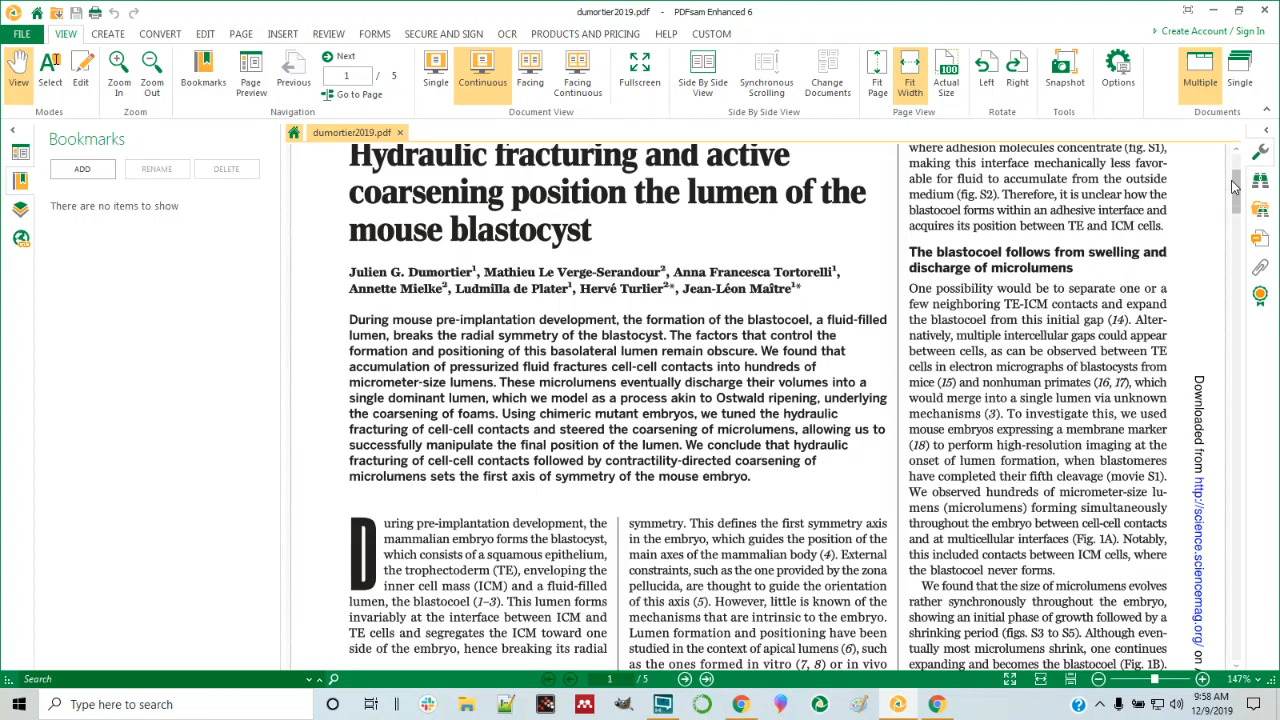 dumortier2019.pdf - PDFsam Enhanced 6
FILE VIEW CREATE CONVERT EDIT PAGE INSERT REVIEW FORMS SECURE AND SIGN OCR PRODUCTS AND PRICING HELP CUSTOM
Create Account / Sign In
View Select Edit
Modes
Zoom In Zoom Out
Zoom
Bookmarks Page Preview Previous
Next
1 / 5
Go to Page
Navigation
Single Continuous Facing Facing Continuous Fullscreen
Document View
Side By Side View Synchronous Scrolling Change Documents
Side By Side
Fit Page Fit Width Actual Size
Page View
Left Right
Rotate
Snapshot
Tools
Options
Multiple Single
Documents
Bookmarks
ADD RENAME DELETE
There are no items to show
dumortier2019.pdf
Hydraulic fracturing and active
coarsening position the lumen of the
mouse blastocyst
Julien G. Dumortier1, Mathieu Le Verge-Serandour2, Anna Francesca Tortorelli1,
Annette Mielke2, Ludmilla de Plater1, Hervé Turlier2*, Jean-Léon Maître1*
During mouse pre-implantation development, the formation of the blastocoel, a fluid-filled
lumen, breaks the radial symmetry of the blastocyst. The factors that control the
formation and positioning of this basolateral lumen remain obscure. We found that
accumulation of pressurized fluid fractures cell-cell contacts into hundreds of
micrometer-size lumens. These microlumens eventually discharge their volumes into a
single dominant lumen, which we model as a process akin to Ostwald ripening, underlying
the coarsening of foams. Using chimeric mutant embryos, we tuned the hydraulic
fracturing of cell-cell contacts and steered the coarsening of microlumens, allowing us to
successfully manipulate the final position of the lumen. We conclude that hydraulic
fracturing of cell-cell contacts followed by contractility-directed coarsening of
microlumens sets the first axis of symmetry of the mouse embryo.
During pre-implantation development, the
mammalian embryo forms the blastocyst,
which consists of a squamous epithelium,
the trophectoderm (TE), enveloping the
inner cell mass (ICM) and a fluid-filled
lumen, the blastocoel (1–3). This lumen forms
invariably at the interface between ICM and
TE cells and segregates the ICM toward one
side of the embryo, hence breaking its radial
symmetry. This defines the first symmetry axis
in the embryo, which guides the position of the
main axes of the mammalian body (4). External
constraints, such as the one provided by the zona
pellucida, are thought to guide the orientation
of this axis (5). However, little is known of the
mechanisms that are intrinsic to the embryo.
Lumen formation and positioning have been
studied in the context of apical lumens (6), such
as the ones formed in vitro (7, 8) or in vivo
where adhesion molecules concentrate (fig. S1),
making this interface mechanically less favor-
able for fluid to accumulate from the outside
medium (fig. S2). Therefore, it is unclear how the
blastocoel forms within an adhesive interface and
acquires its position between TE and ICM cells.
The blastocoel follows from swelling and
discharge of microlumens
One possibility would be to separate one or a
few neighboring TE-ICM contacts and expand
the blastocoel from this initial gap (14). Alter-
natively, multiple intercellular gaps could appear
between cells, as can be observed between TE
cells in electron micrographs of blastocysts from
mice (15) and nonhuman primates (16, 17), which
would merge into a single lumen via unknown
mechanisms (3). To investigate this, we used
mouse embryos expressing a membrane marker
(18) to perform high-resolution imaging at the
onset of lumen formation, when blastomeres
have completed their fifth cleavage (movie S1).
We observed hundreds of micrometer-size lu-
mens (microlumens) forming simultaneously
throughout the embryo between cell-cell contacts
and at multicellular interfaces (Fig. 1A). Notably,
this included contacts between ICM cells, where
the blastocoel never forms.
We found that the size of microlumens evolves
rather synchronously throughout the embryo,
showing an initial phase of growth followed by a
shrinking period (figs. S3 to S5). Although even-
tually most microlumens shrink, one continues
expanding and becomes the blastocoel (Fig. 1B).
Downloaded from http://science.sciencemag.org/ on
Search
1 / 5
147%
Type here to search
9:58 AM
12/9/2019